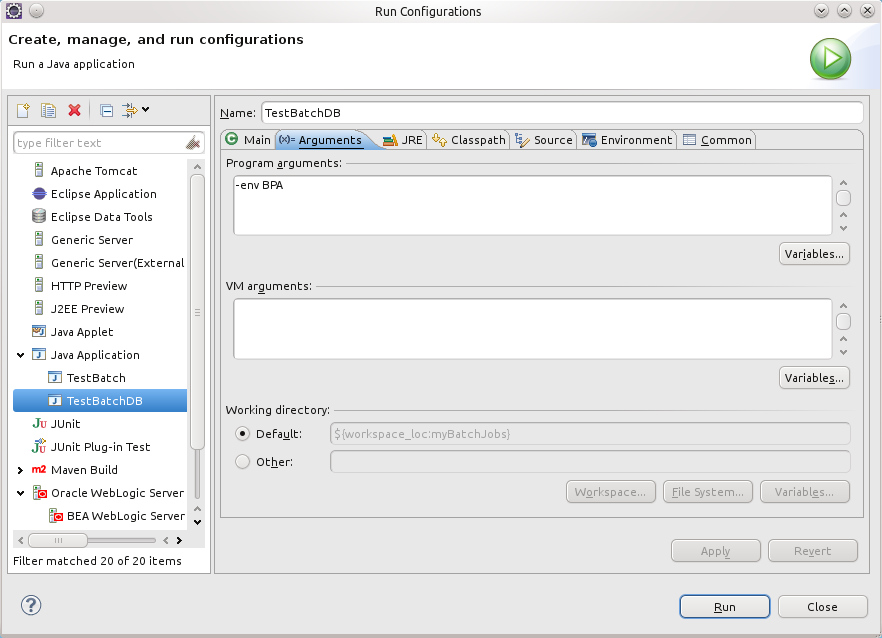 Run Configurations
Create, manage, and run configurations
Run a Java application
type filter text
Apache Tomcat
Eclipse Application
Eclipse Data Tools
Generic Server
Generic Server(External
HTTP Preview
J2EE Preview
Java Applet
Java Application
TestBatch
TestBatchDB
JUnit
JUnit Plug-in Test
Maven Build
Oracle WebLogic Server
BEA WebLogic Server
Filter matched 20 of 20 items
Name: TestBatchDB
Main (x)= Arguments JRE Classpath Source Environment Common
Program arguments:
-env BPA
Variables...
VM arguments:
Variables...
Working directory:
Default: ${workspace_loc:myBatchJobs}
Other:
Workspace... File System... Variables...
Apply Revert
Run Close